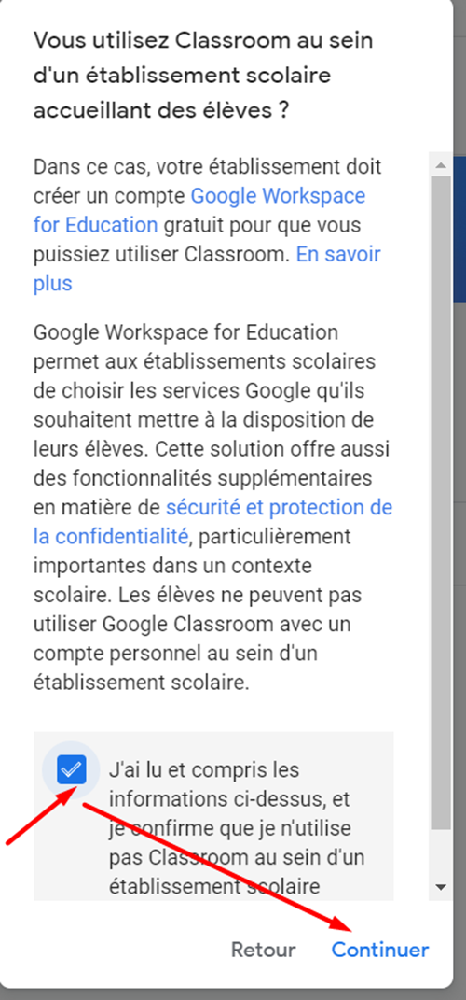 Vous utilisez Classroom au sein
d'un établissement scolaire
accueillant des élèves ?
Dans ce cas, votre établissement doit
créer un compte Google Workspace
for Education gratuit pour que vous
puissiez utiliser Classroom. En savoir
plus
Google Workspace for Education
permet aux établissements scolaires
de choisir les services Google qu'ils
souhaitent mettre à la disposition de
leurs élèves. Cette solution offre aussi
des fonctionnalités supplémentaires
en matière de sécurité et protection de
la confidentialité, particulièrement
importantes dans un contexte
scolaire. Les élèves ne peuvent pas
utiliser Google Classroom avec un
compte personnel au sein d'un
établissement scolaire.
J'ai lu et compris les
informations ci-dessus, et
je confirme que je n'utilise
pas Classroom au sein d'un
établissement scolaire
Retour Continuer